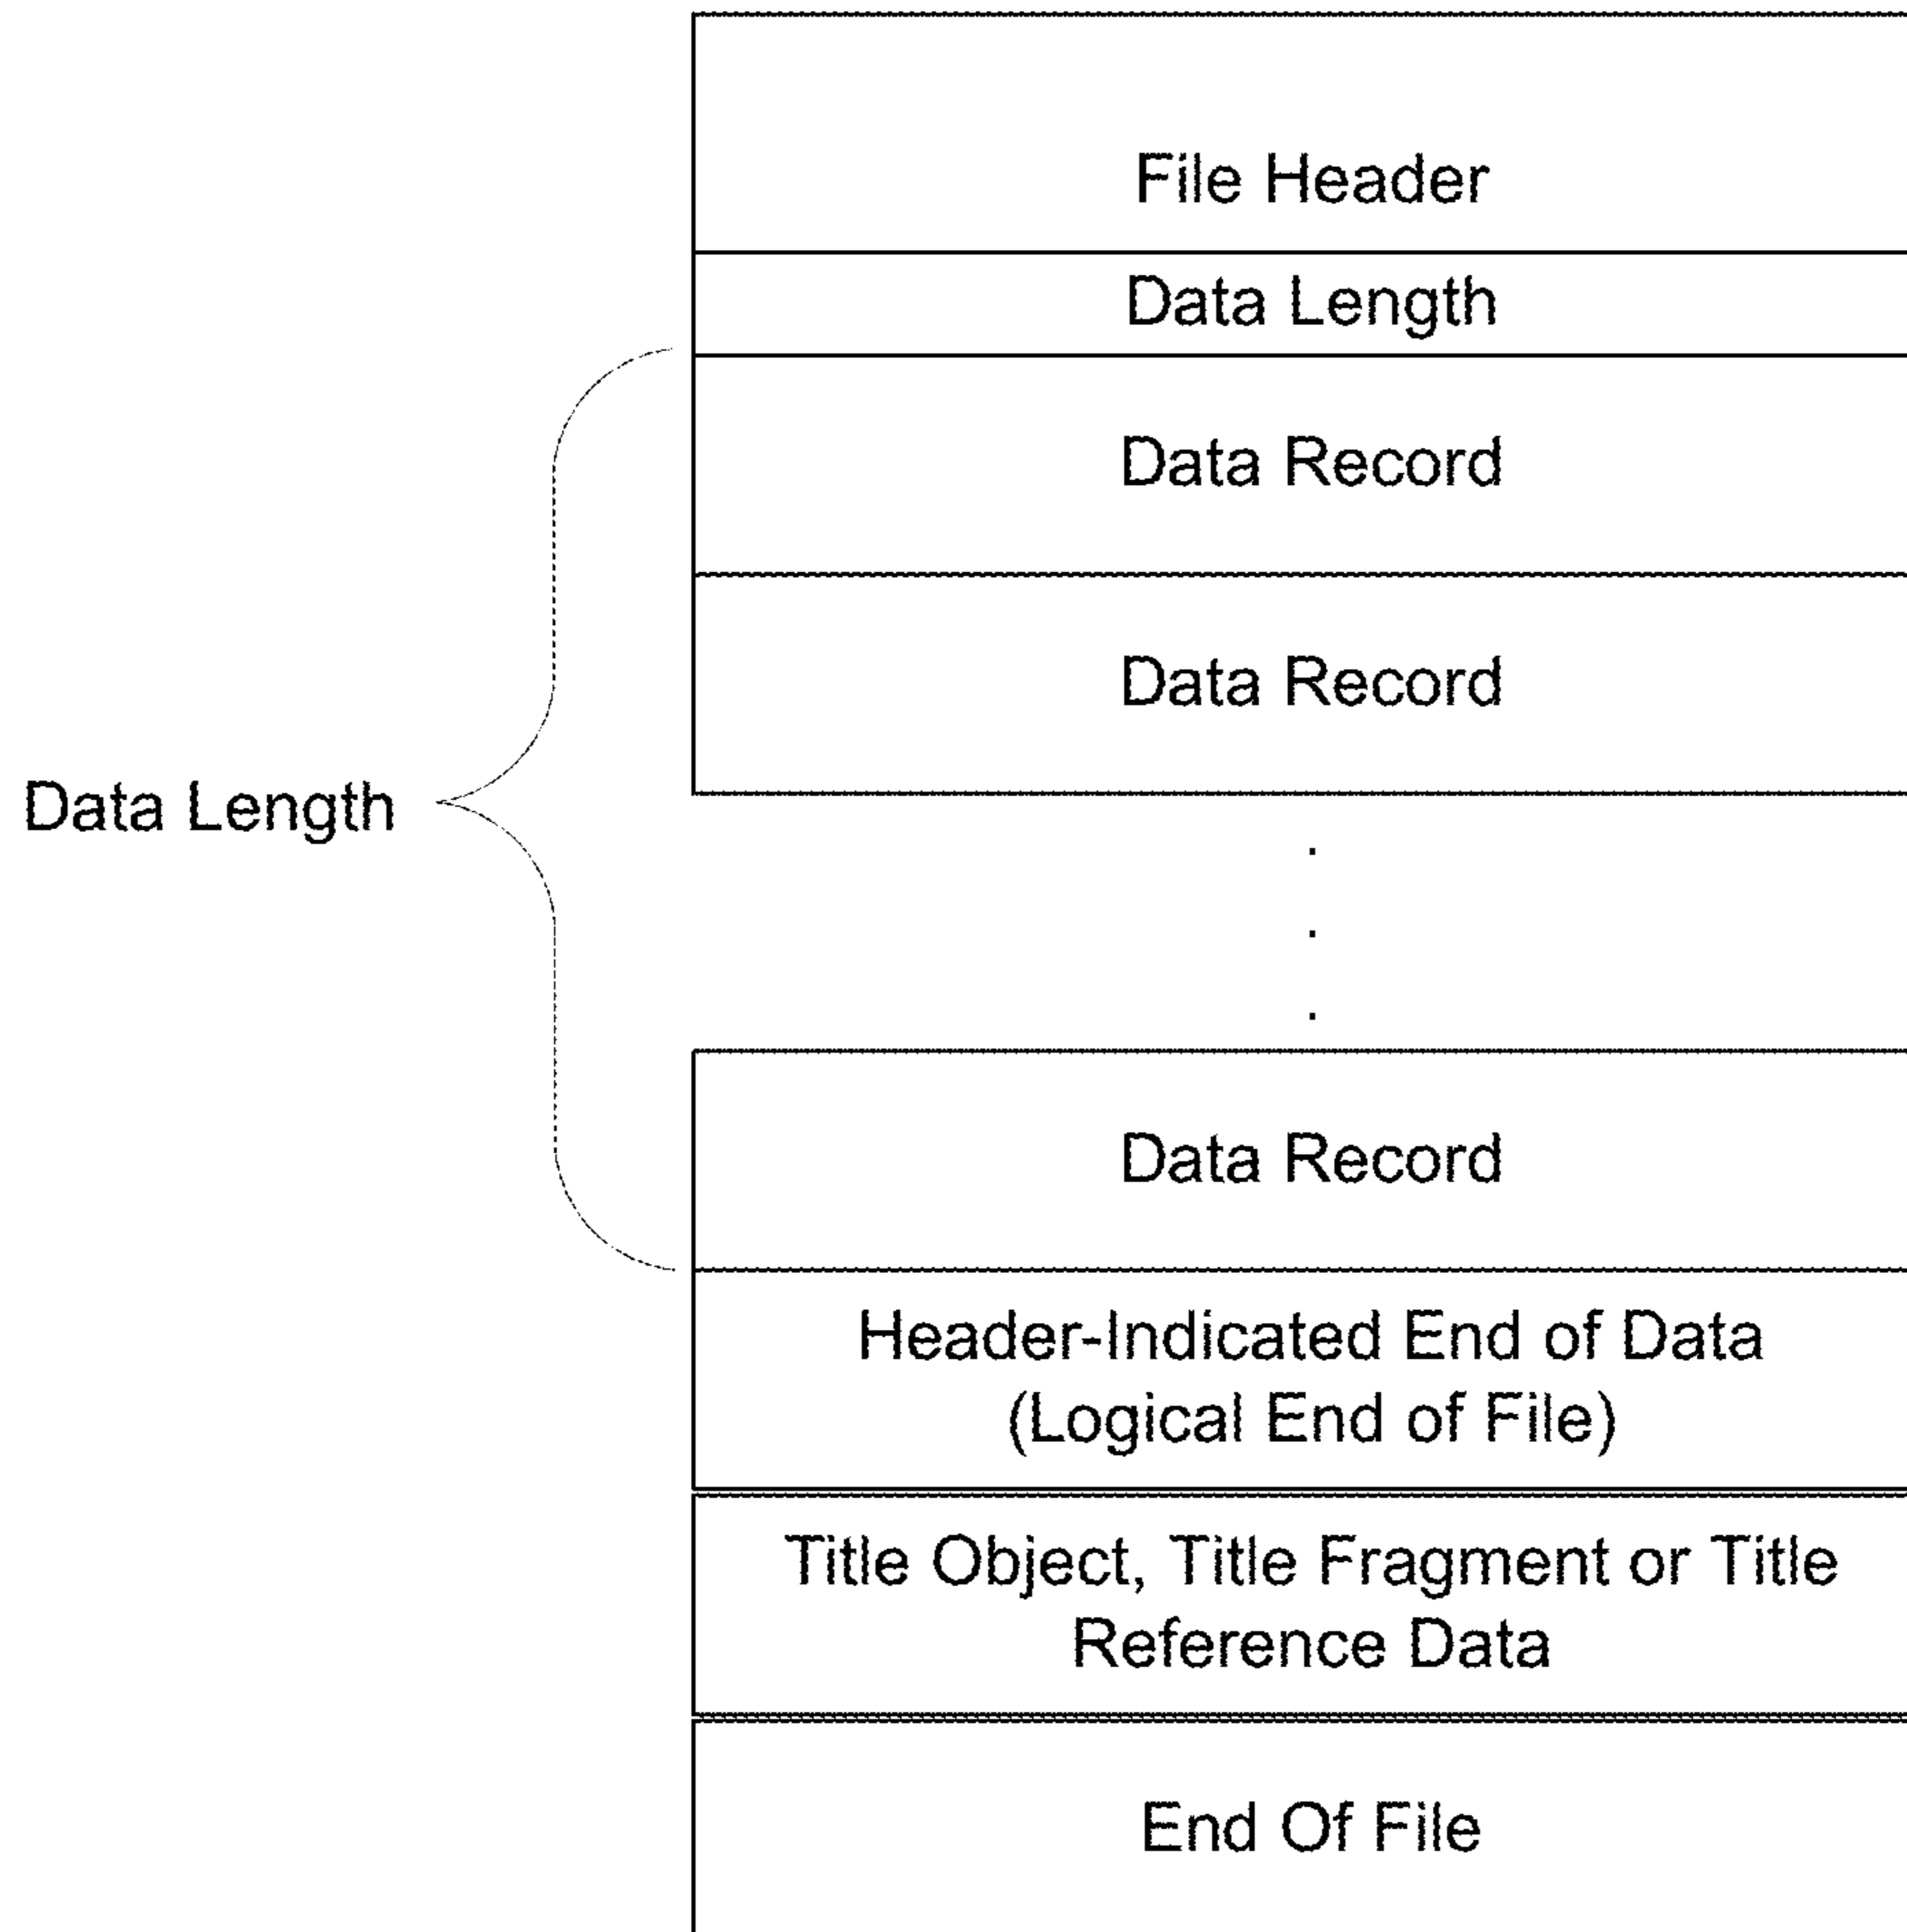 File Header
Data Length
Data Record
Data Record
Data Length
.
.
.
Data Record
Header-Indicated End of Data
(Logical End of File)
Title Object, Title Fragment or Title
Reference Data
End Of File